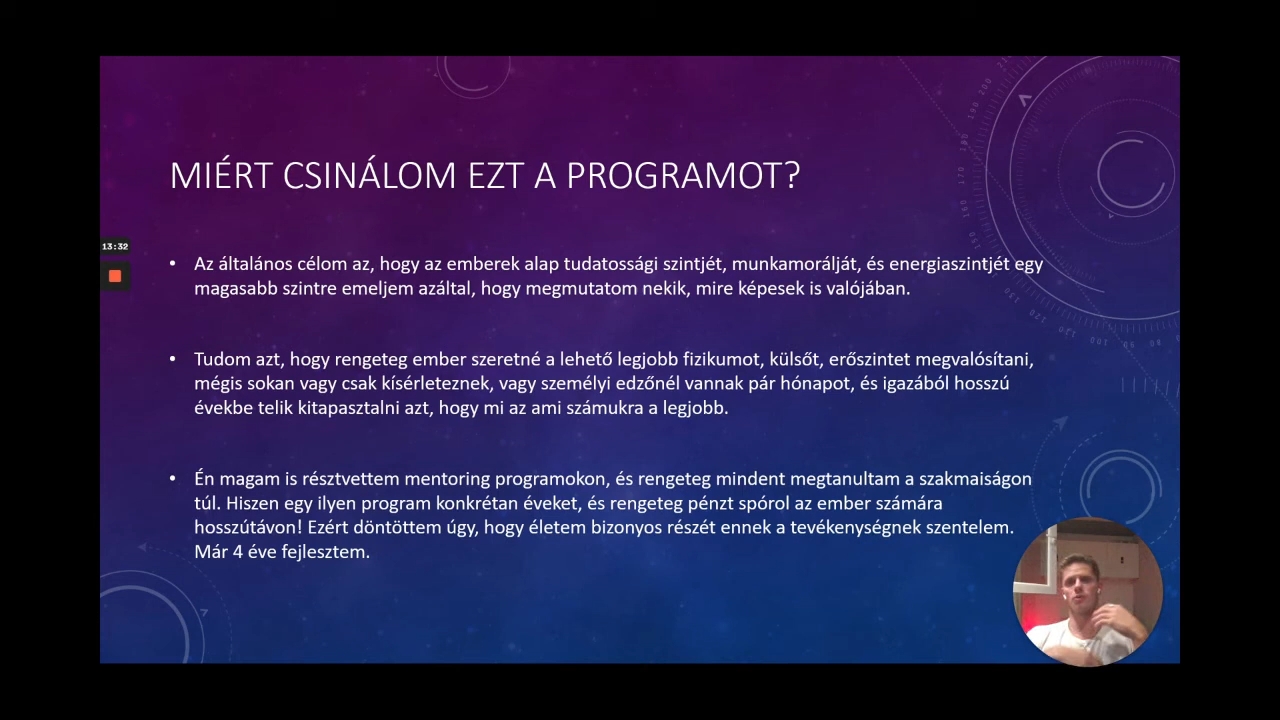 MIÉRT CSINÁLOM EZT A PROGRAMOT?
13:32
• Az általános célom az, hogy az emberek alap tudatossági szintjét, munkamorálját, és energiaszintjét egy
magasabb szintre emeljem azáltal, hogy megmutatom nekik, mire képesek is valójában.
• Tudom azt, hogy rengeteg ember szeretné a lehető legjobb fizikumot, külsőt, erőszintet megvalósítani,
mégis sokan vagy csak kísérleteznek, vagy személyi edzőnél vannak pár hónapot, és igazából hosszú
évekbe telik kitapasztalni azt, hogy mi az ami számukra a legjobb.
• Én magam is résztvettem mentoring programokon, és rengeteg mindent megtanultam a szakmaiságon
túl. Hiszen egy ilyen program konkrétan éveket, és rengeteg pénzt spórol az ember számára
hosszútávon! Ezért döntöttem úgy, hogy életem bizonyos részét ennek a tevékenységnek szentelem.
Már 4 éve fejlesztem.